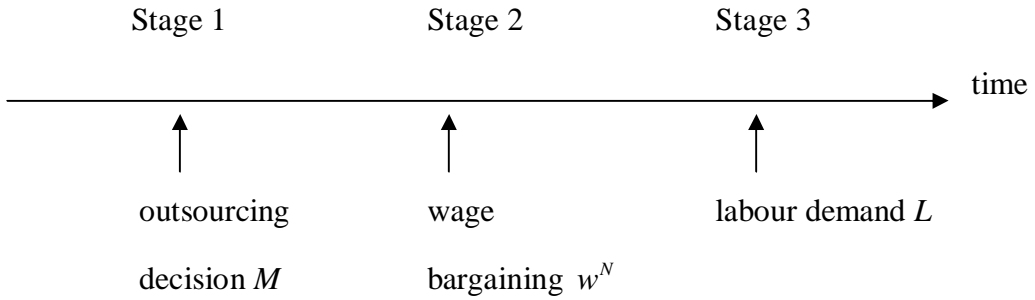 Stage 1 Stage 2 Stage 3
time
outsourcing wage labour demand L
decision M bargaining w^N